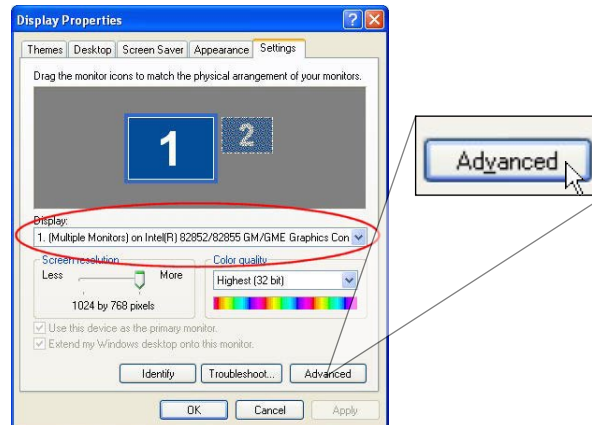 Display Properties
Themes Desktop Screen Saver Appearance Settings
Drag the monitor icons to match the physical arrangement of your monitors.
1 2
Display:
1. (Multiple Monitors) on Intel(R) 82852/82855 GM/GME Graphics Con
Screen resolution
Less More
1024 by 768 pixels
Color quality
Highest (32 bit)
Use this device as the primary monitor.
Extend my Windows desktop onto this monitor.
Identify Troubleshoot... Advanced
OK Cancel Apply
Advanced